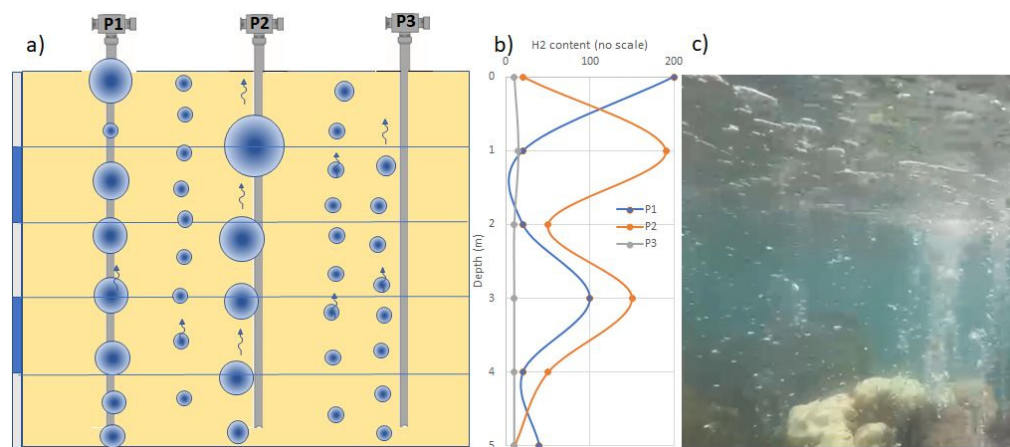 a)
P1
P2
P3
b)
H2 content (no scale)
0
100
200
Depth (m)
0
1
2
3
4
5
P1
P2
P3
c)